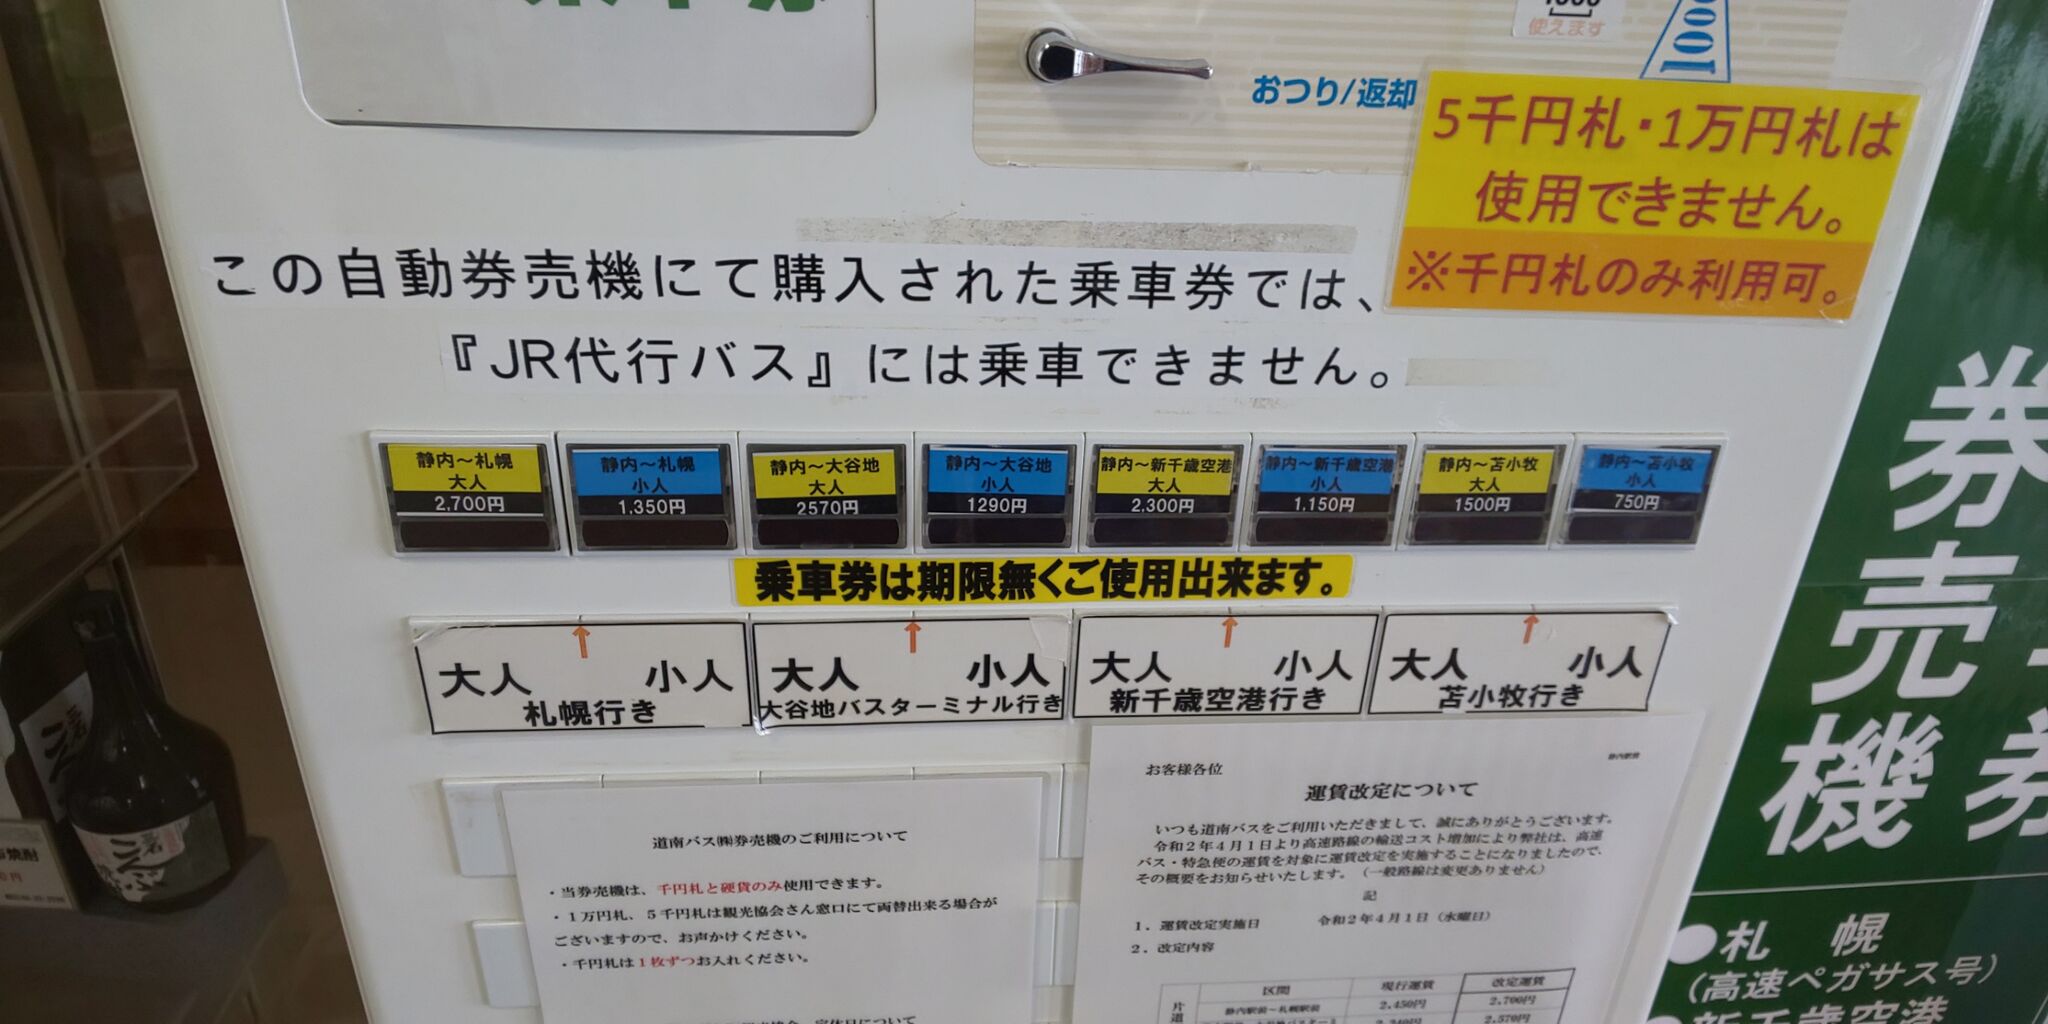 使えます
1000
おつり/返却
5千円札・1万円札は
使用できません。
※千円札のみ利用可。
この自動券売機にて購入された乗車券では、
『JR代行バス』には乗車できません。
静内～札幌
大人
2,700円
静内～札幌
小人
1,350円
静内～大谷地
大人
2570円
静内～大谷地
小人
1290円
静内～新千歳空港
大人
2,300円
静内～新千歳空港
小人
1,150円
静内～苫小牧
大人
1500円
静内～苫小牧
小人
750円
乗車券は期限無くご使用出来ます。
↑
大人 小人
札幌行き
↑
大人 小人
大谷地バスターミナル行き
↑
大人 小人
新千歳空港行き
↑
大人 小人
苫小牧行き
道南バス㈱券売機のご利用について
・当券売機は、千円札と硬貨のみ使用できます。
・1万円札、5千円札は観光協会さん窓口にて両替出来る場合が
ございますので、お声かけください。
・千円札は1枚ずつお入れください。
静内駅前
お客様各位
運賃改定について
いつも道南バスをご利用いただきまして、誠にありがとうございます。
令和2年4月1日より高速路線の輸送コスト増加により弊社は、高速
バス・特急便の運賃を対象に運賃改定を実施することになりましたので、
その概要をお知らせいたします。（一般路線は変更ありません）
記
1．運賃改定実施日 令和2年4月1日（水曜日）
2．改定内容
区間 現行運賃 改定運賃
片道
静内駅前～札幌駅前 2,450円 2,700円
2,340円 2,570円
券売機
●札 幌
（高速ペガサス号）
●新千歳空港